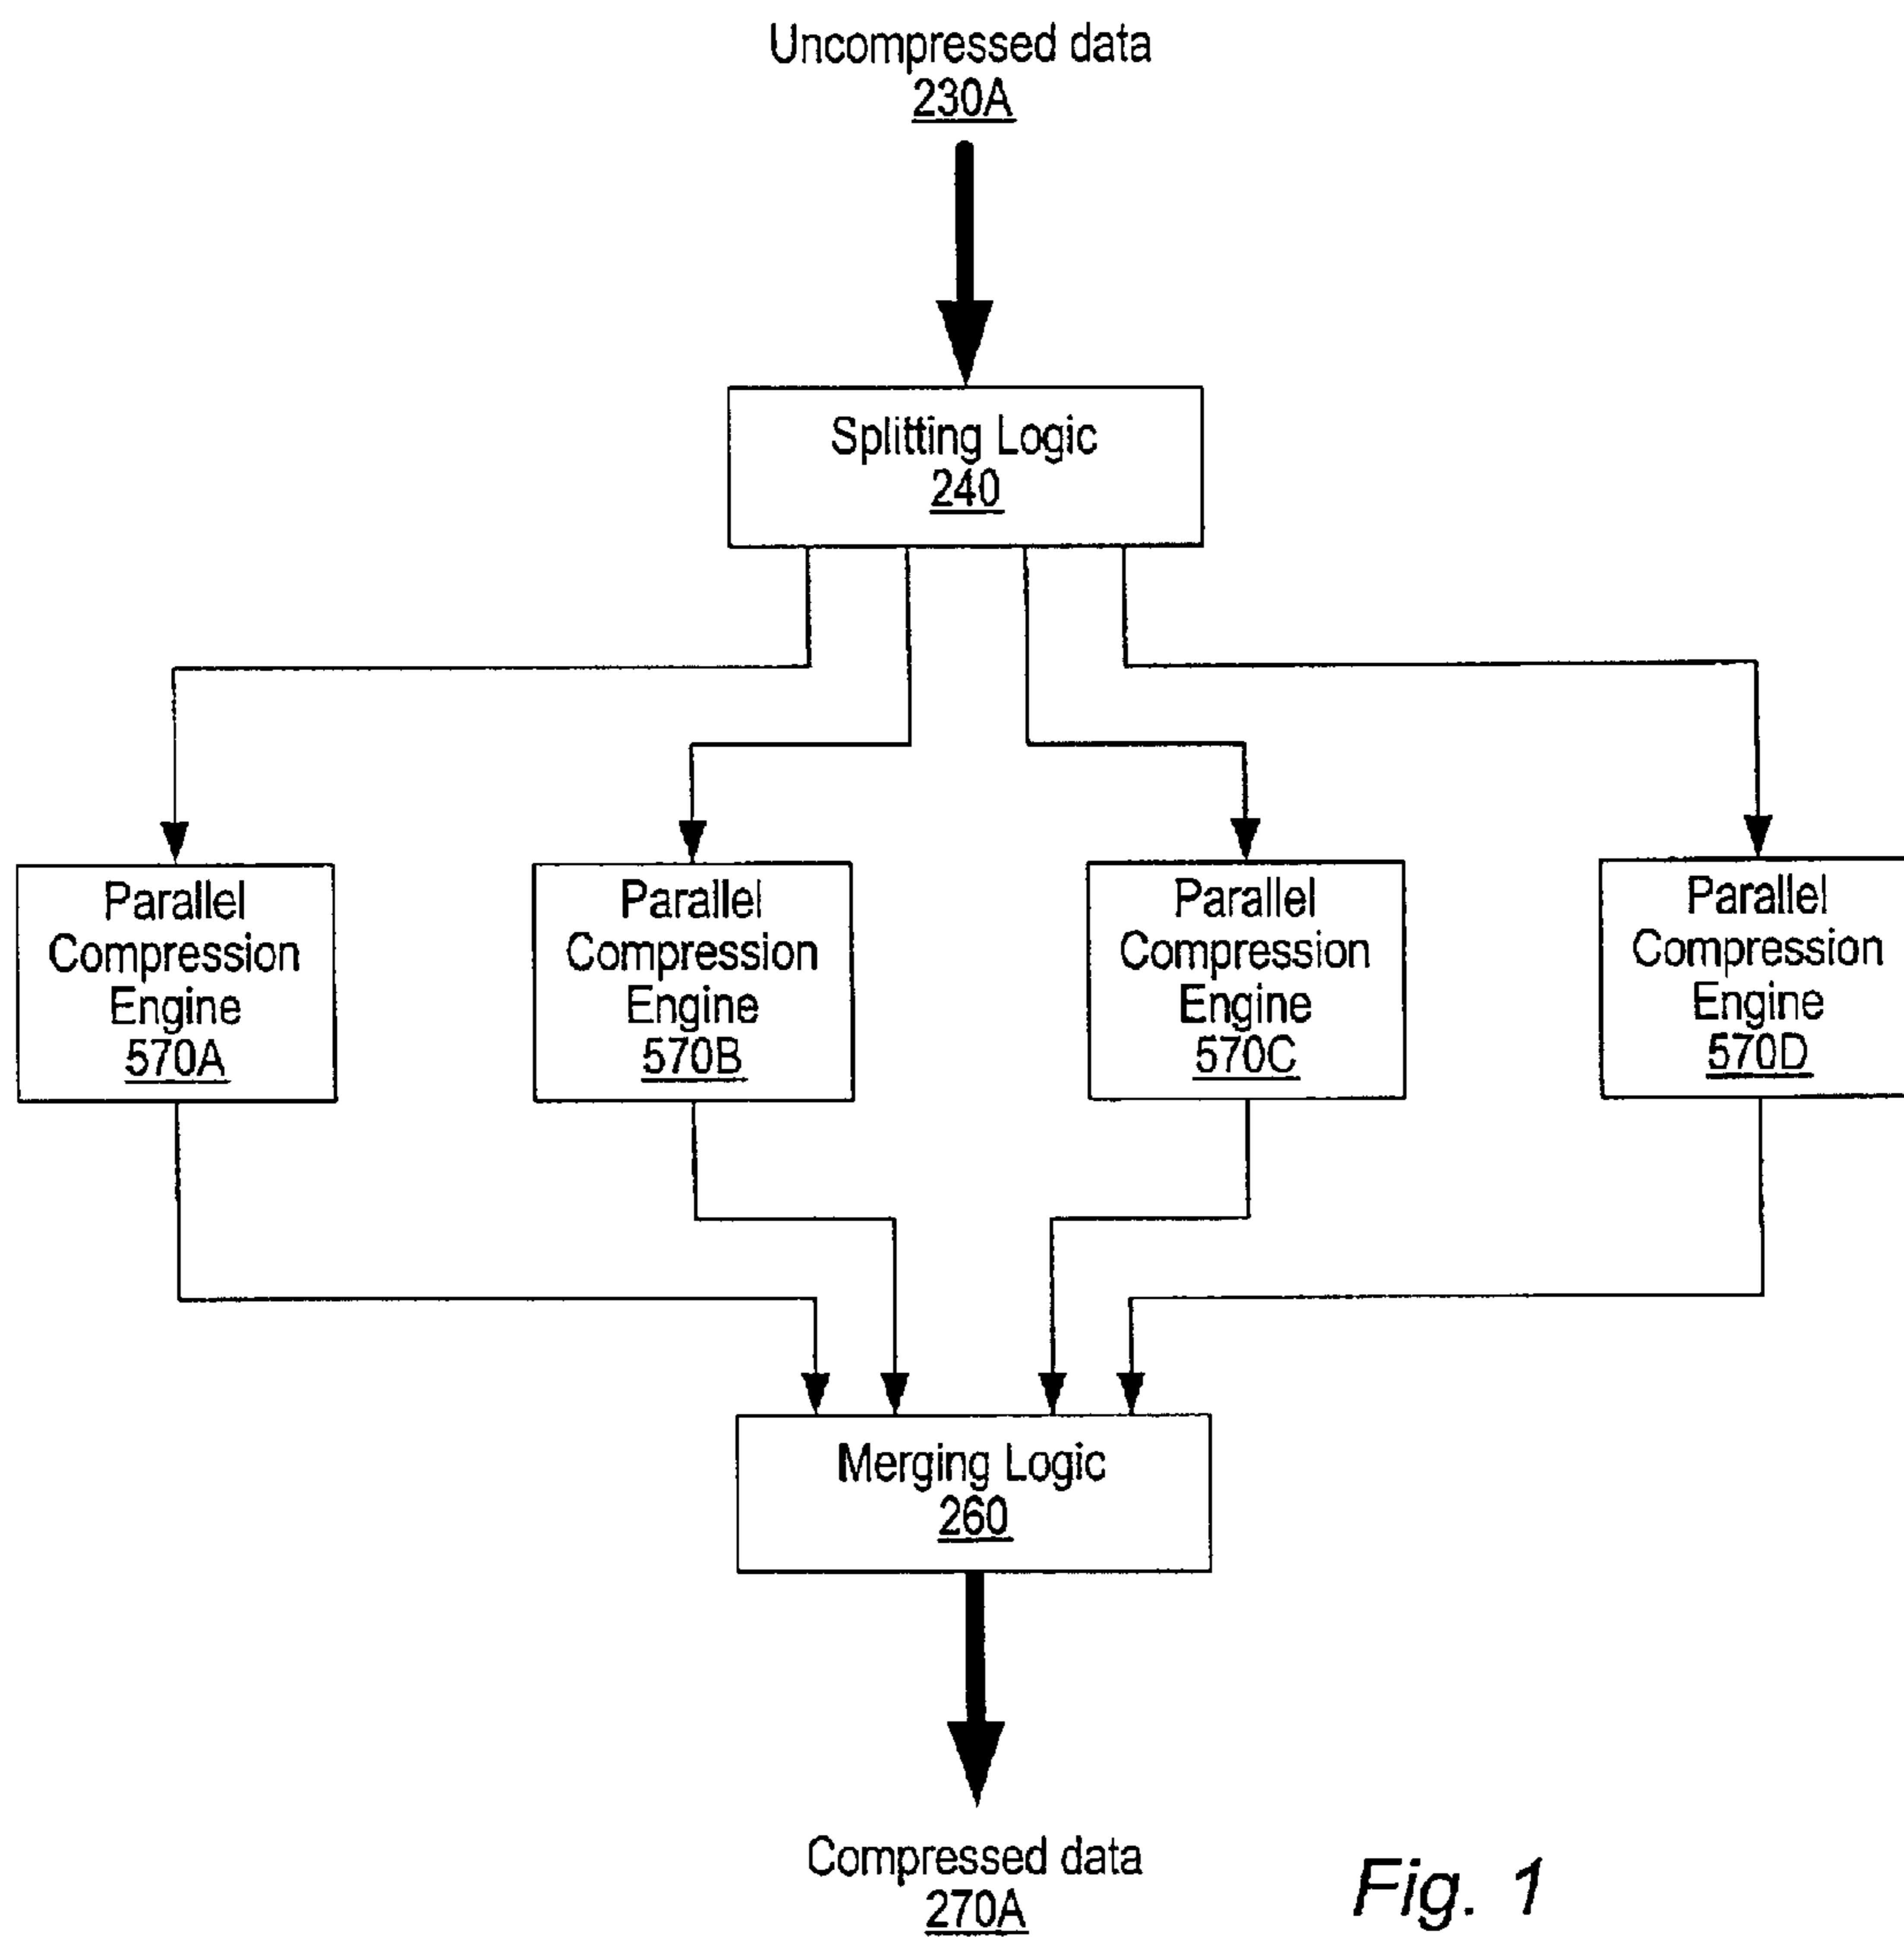 Uncompressed data
230A
Splitting Logic
240
Parallel
Compression
Engine
570A
Parallel
Compression
Engine
570B
Parallel
Compression
Engine
570C
Parallel
Compression
Engine
570D
Merging Logic
260
Compressed data
270A
Fig. 1